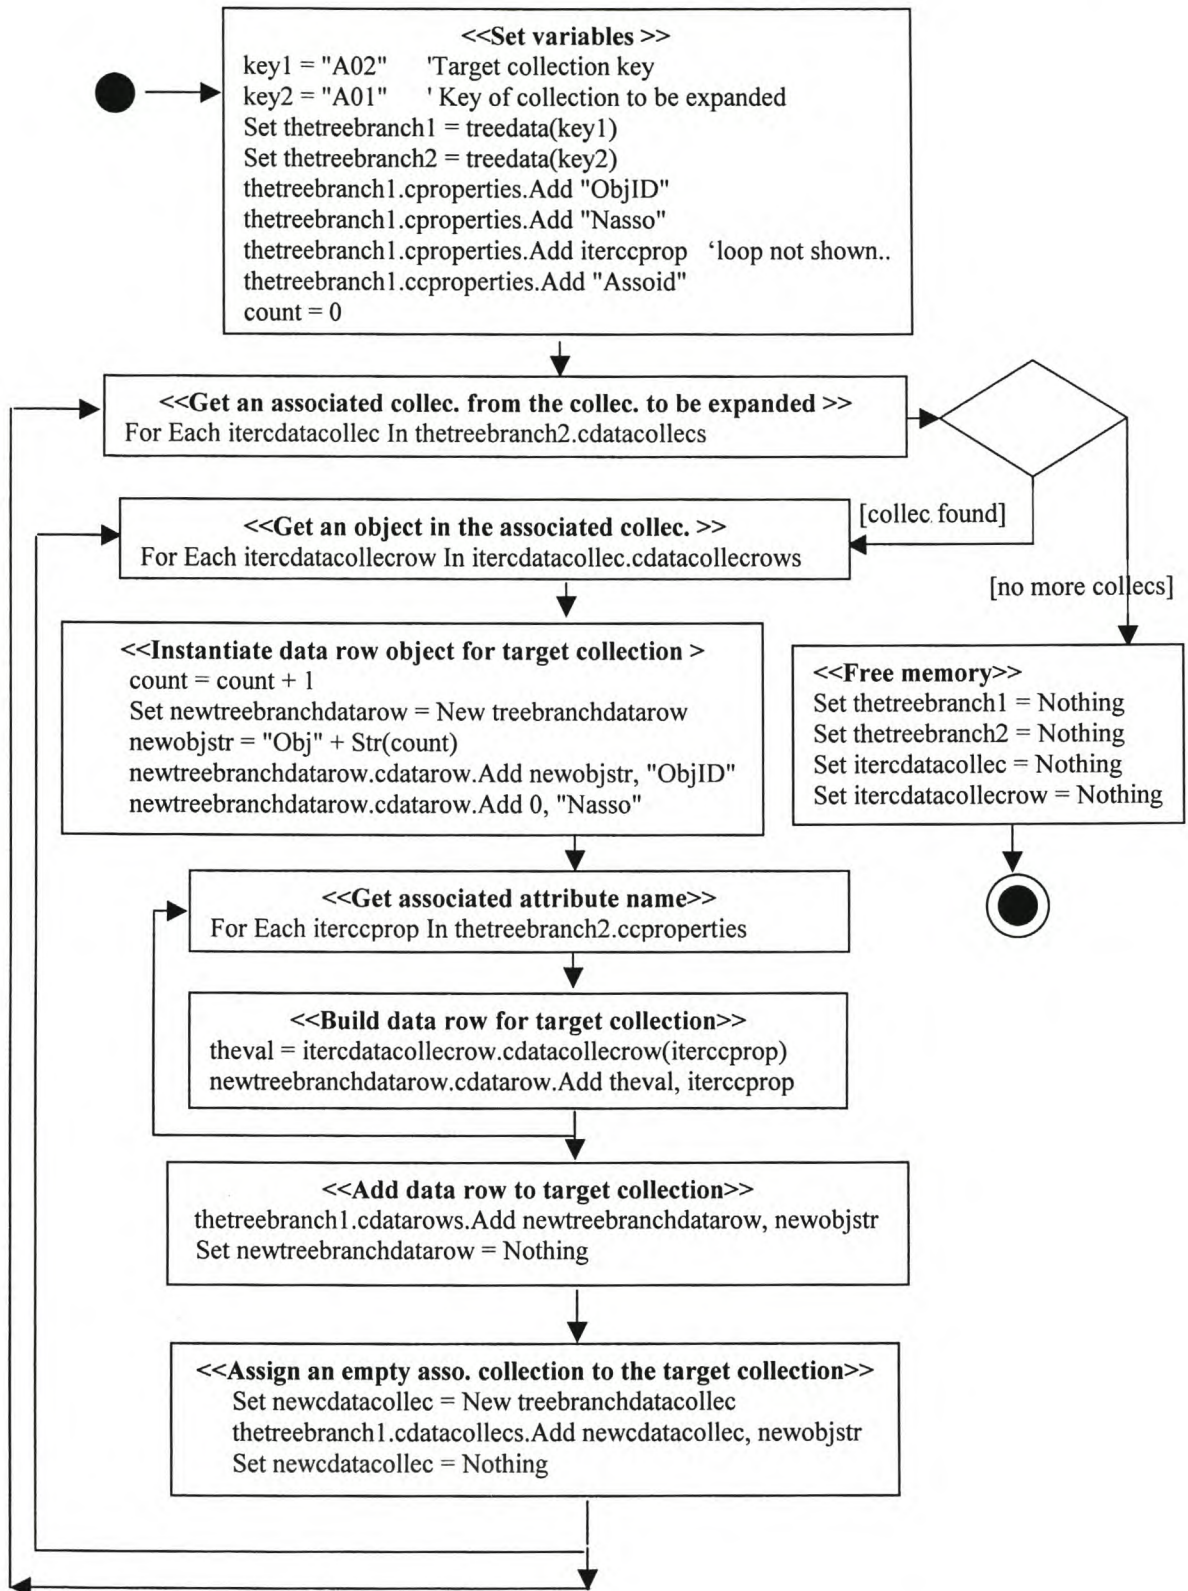 <<Set variables >>
key1 = "A02" 'Target collection key
key2 = "A01" ' Key of collection to be expanded
Set thetreebranch1 = treedata(key1)
Set thetreebranch2 = treedata(key2)
thetreebranch1.cproperties.Add "ObjID"
thetreebranch1.cproperties.Add "Nasso"
thetreebranch1.cproperties.Add iterccprop ‘loop not shown..
thetreebranch1.ccproperties.Add "Assoid"
count = 0
<<Get an associated collec. from the collec. to be expanded >>
For Each itercdatacollec In thetreebranch2.cdatacollecs
[collec. found]
<<Get an object in the associated collec. >>
For Each itercdatacollecrow In itercdatacollec.cdatacollecrows
[no more collecs]
<<Instantiate data row object for target collection >
count = count + 1
Set newtreebranchdatarow = New treebranchdatarow
newobjstr = "Obj" + Str(count)
newtreebranchdatarow.cdatarow.Add newobjstr, "ObjID"
newtreebranchdatarow.cdatarow.Add 0, "Nasso"
<<Free memory>>
Set thetreebranch1 = Nothing
Set thetreebranch2 = Nothing
Set itercdatacollec = Nothing
Set itercdatacollecrow = Nothing
<<Get associated attribute name>>
For Each iterccprop In thetreebranch2.ccproperties
<<Build data row for target collection>>
theval = itercdatacollecrow.cdatacollecrow(iterccprop)
newtreebranchdatarow.cdatarow.Add theval, iterccprop
<<Add data row to target collection>>
thetreebranch1.cdatarows.Add newtreebranchdatarow, newobjstr
Set newtreebranchdatarow = Nothing
<<Assign an empty asso. collection to the target collection>>
Set newcdatacollec = New treebranchdatacollec
thetreebranch1.cdatacollecs.Add newcdatacollec, newobjstr
Set newcdatacollec = Nothing